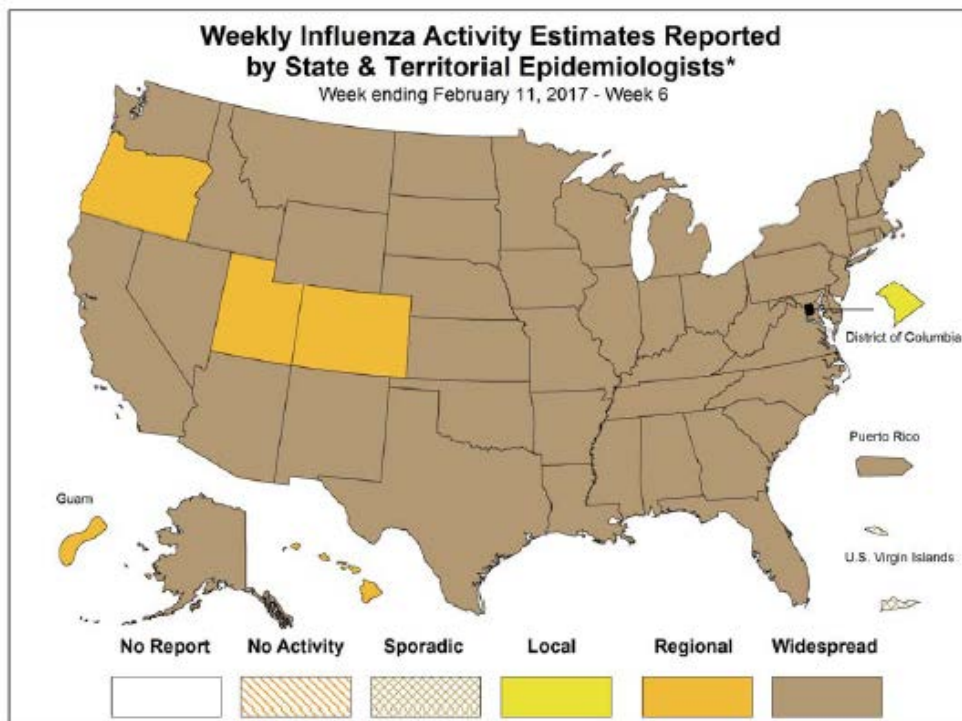 Weekly Influenza Activity Estimates Reported
by State & Territorial Epidemiologists*
Week ending February 11, 2017 - Week 6
District of Columbia
Puerto Rico
Guam
U.S. Virgin Islands
No Report No Activity Sporadic Local Regional Widespread